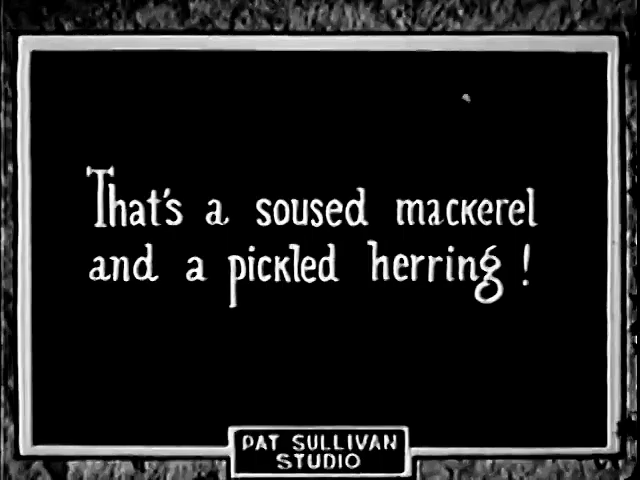 That's a soused mackerel
and a pickled herring !
PAT SULLIVAN
STUDIO